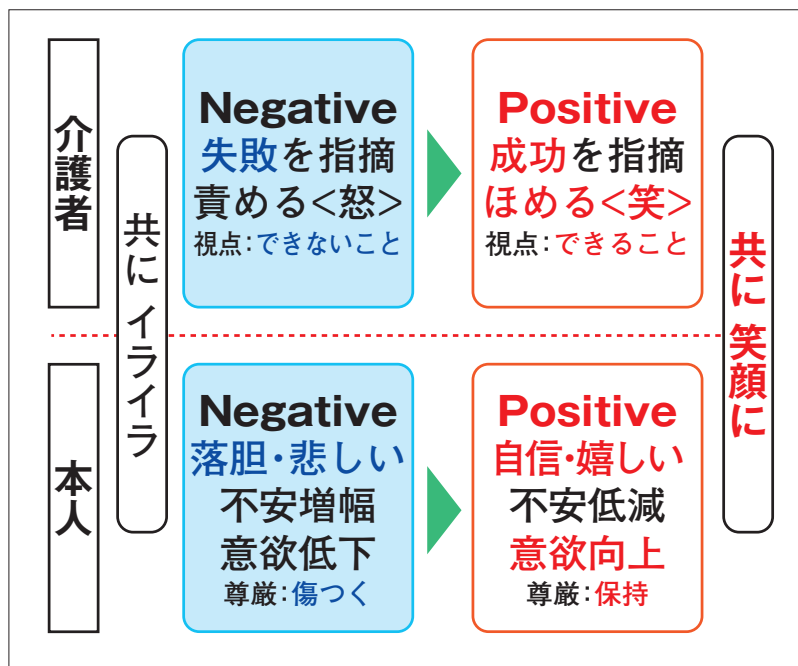 介護者
共に イライラ
Negative
失敗を指摘
責める<怒>
視点:できないこと
Positive
成功を指摘
ほめる<笑>
視点:できること
共に 笑顔に
本人
Negative
落胆・悲しい
不安増幅
意欲低下
尊厳:傷つく
Positive
自信・嬉しい
不安低減
意欲向上
尊厳:保持